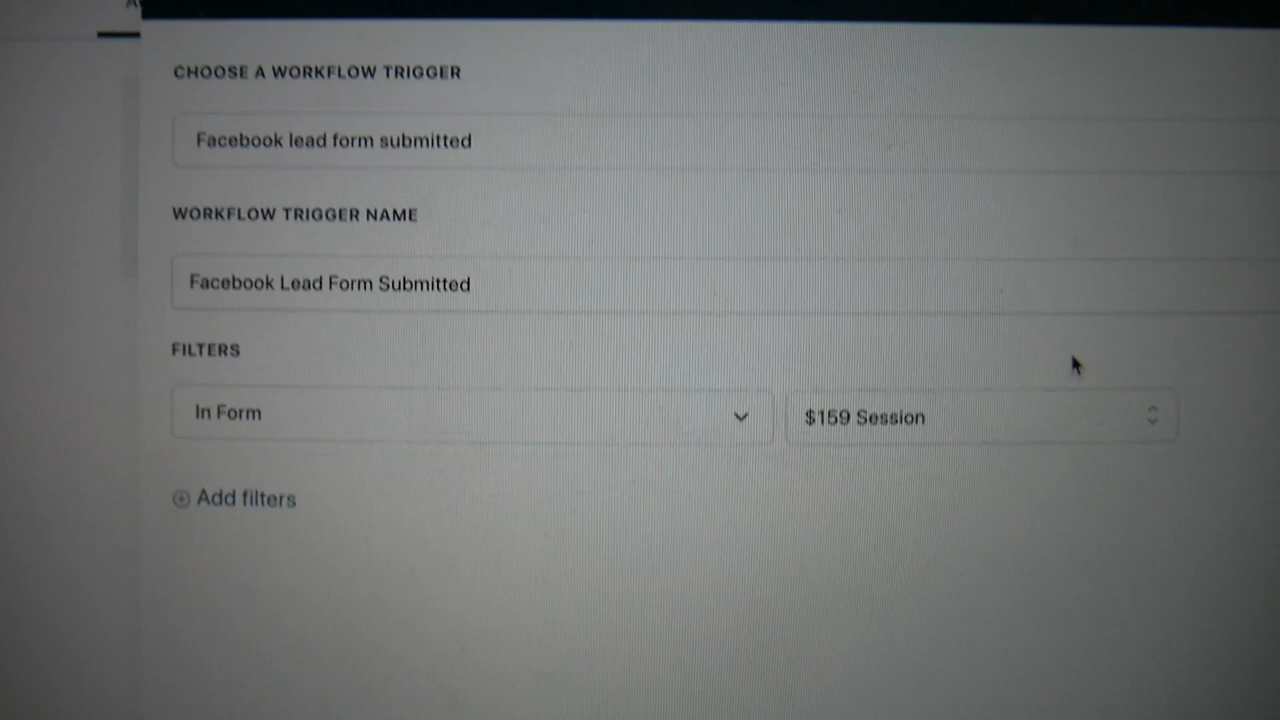 CHOOSE A WORKFLOW TRIGGER
Facebook lead form submitted
WORKFLOW TRIGGER NAME
Facebook Lead Form Submitted
FILTERS
In Form
$159 Session
Add filters